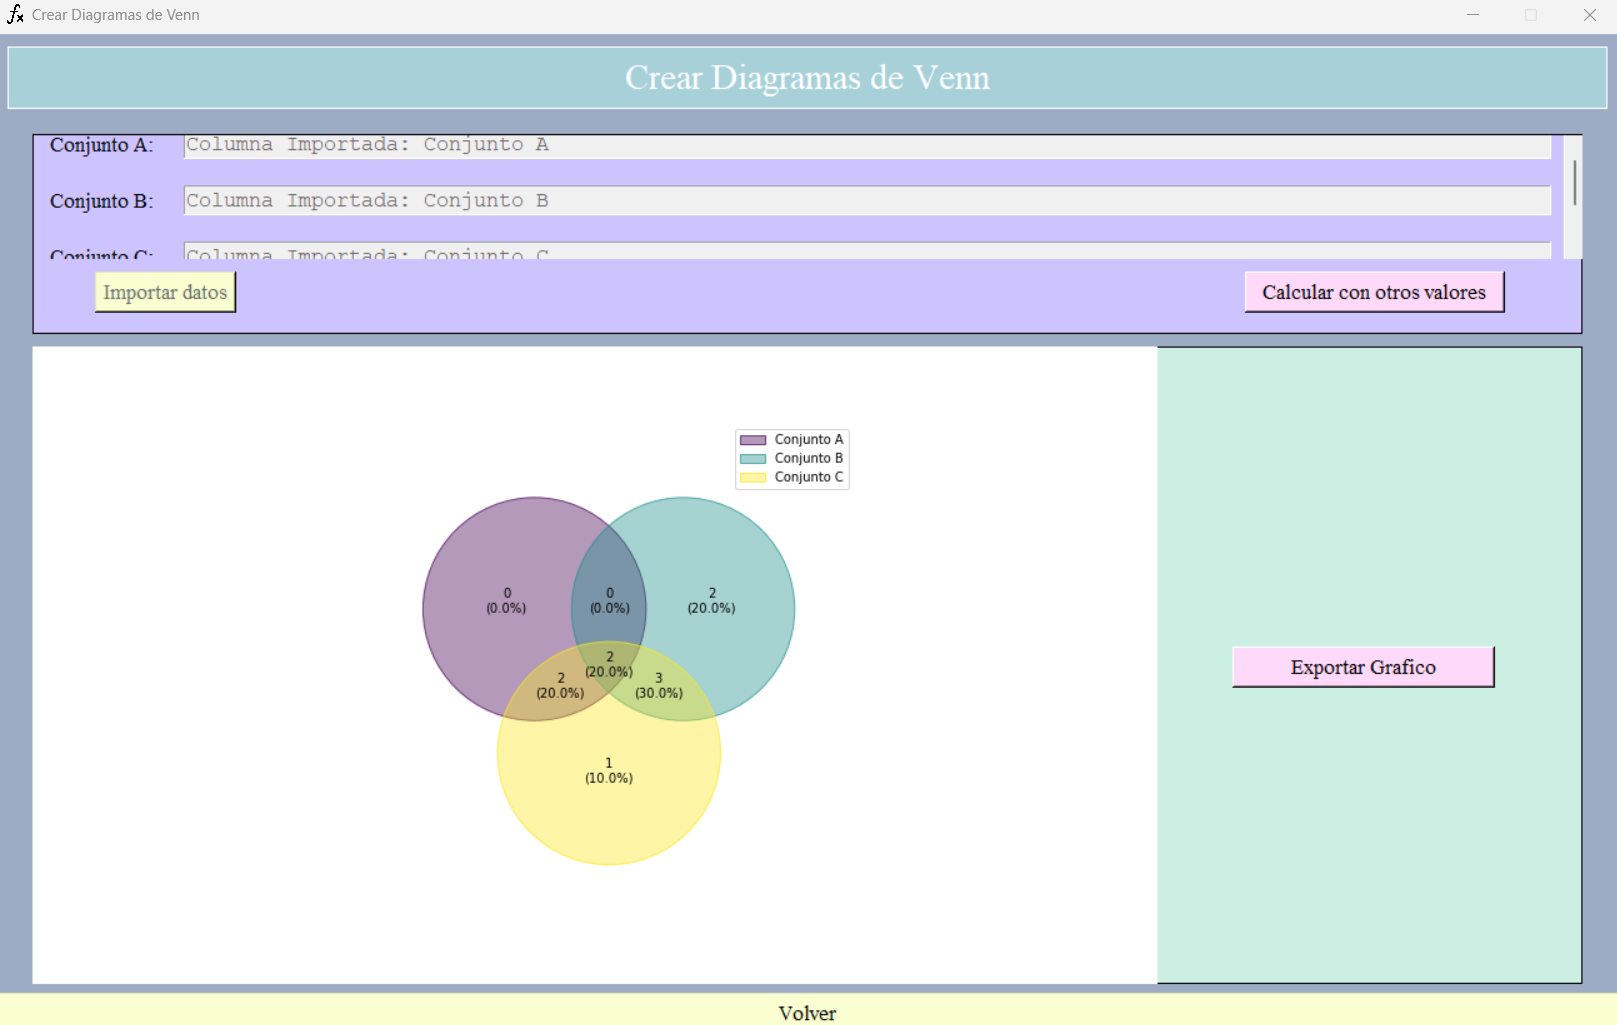 Crear Diagramas de Venn
Crear Diagramas de Venn
Conjunto A: Columna Importada: Conjunto A
Conjunto B: Columna Importada: Conjunto B
Conjunto C: Columna Importada: Conjunto C
Importar datos
Calcular con otros valores
Conjunto A
Conjunto B
Conjunto C
0
(0.0%)
0
(0.0%)
2
(20.0%)
2
(20.0%)
2
(20.0%)
3
(30.0%)
1
(10.0%)
Exportar Grafico
Volver